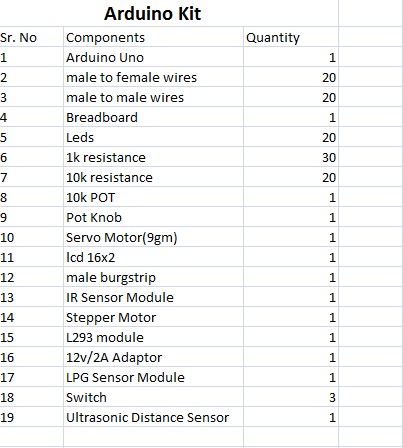 Arduino Kit
Sr. No Components Quantity
1 Arduino Uno 1
2 male to female wires 20
3 male to male wires 20
4 Breadboard 1
5 Leds 20
6 1k resistance 30
7 10k resistance 20
8 10k POT 1
9 Pot Knob 1
10 Servo Motor(9gm) 1
11 lcd 16x2 1
12 male burgstrip 1
13 IR Sensor Module 1
14 Stepper Motor 1
15 L293 module 1
16 12v/2A Adaptor 1
17 LPG Sensor Module 1
18 Switch 3
19 Ultrasonic Distance Sensor 1